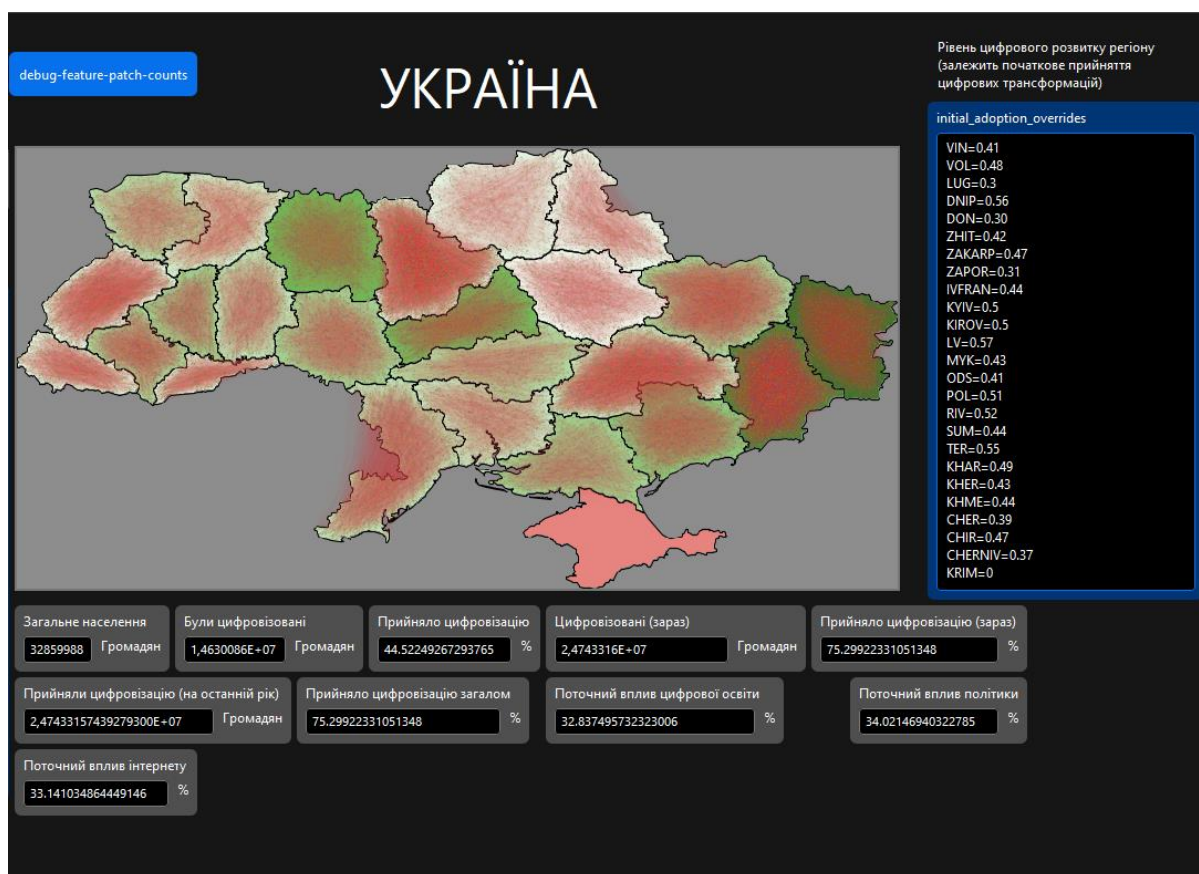 debug-feature-patch-counts
УКРАЇНА
Рівень цифрового розвитку регіону
(залежить початкове прийняття
цифрових трансформацій)
initial_adoption_overrides
VIN=0.41
VOL=0.48
LUG=0.3
DNIP=0.56
DON=0.30
ZHIT=0.42
ZAKARP=0.47
ZAPOR=0.31
IVFRAN=0.44
KYIV=0.5
KIROV=0.5
LV=0.57
MYK=0.43
ODS=0.41
POL=0.51
RIV=0.52
SUM=0.44
TER=0.55
KHAR=0.49
KHER=0.43
KHME=0.44
CHER=0.39
CHIR=0.47
CHERNIV=0.37
KRIM=0
Загальне населення
32859988 Громадян
Були цифровізовані
1,4630086E+07 Громадян
Прийняло цифровізацію
44.52249267293765 %
Цифровізовані (зараз)
2,4743316E+07 Громадян
Прийняло цифровізацію (зараз)
75.29922331051348 %
Прийняли цифровізацію (на останній рік)
2,47433157439279300E+07 Громадян
Прийняло цифровізацію загалом
75.29922331051348 %
Поточний вплив цифрової освіти
32.837495732323006 %
Поточний вплив політики
34.02146940322785 %
Поточний вплив інтернету
33.141034864449146 %